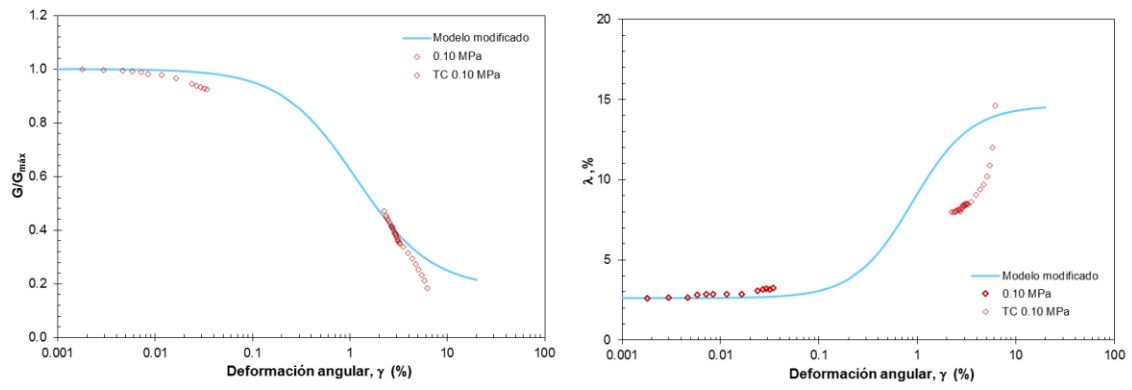 1.2
1.0
0.8
0.6
0.4
0.2
0.0
G/Gmáx
0.001
0.01
0.1
1
10
100
Deformación angular, γ (%)
Modelo modificado
0.10 MPa
TC 0.10 MPa
20
15
10
5
0
λ, %
0.001
0.01
0.1
1
10
100
Deformación angular, γ (%)
Modelo modificado
0.10 MPa
TC 0.10 MPa